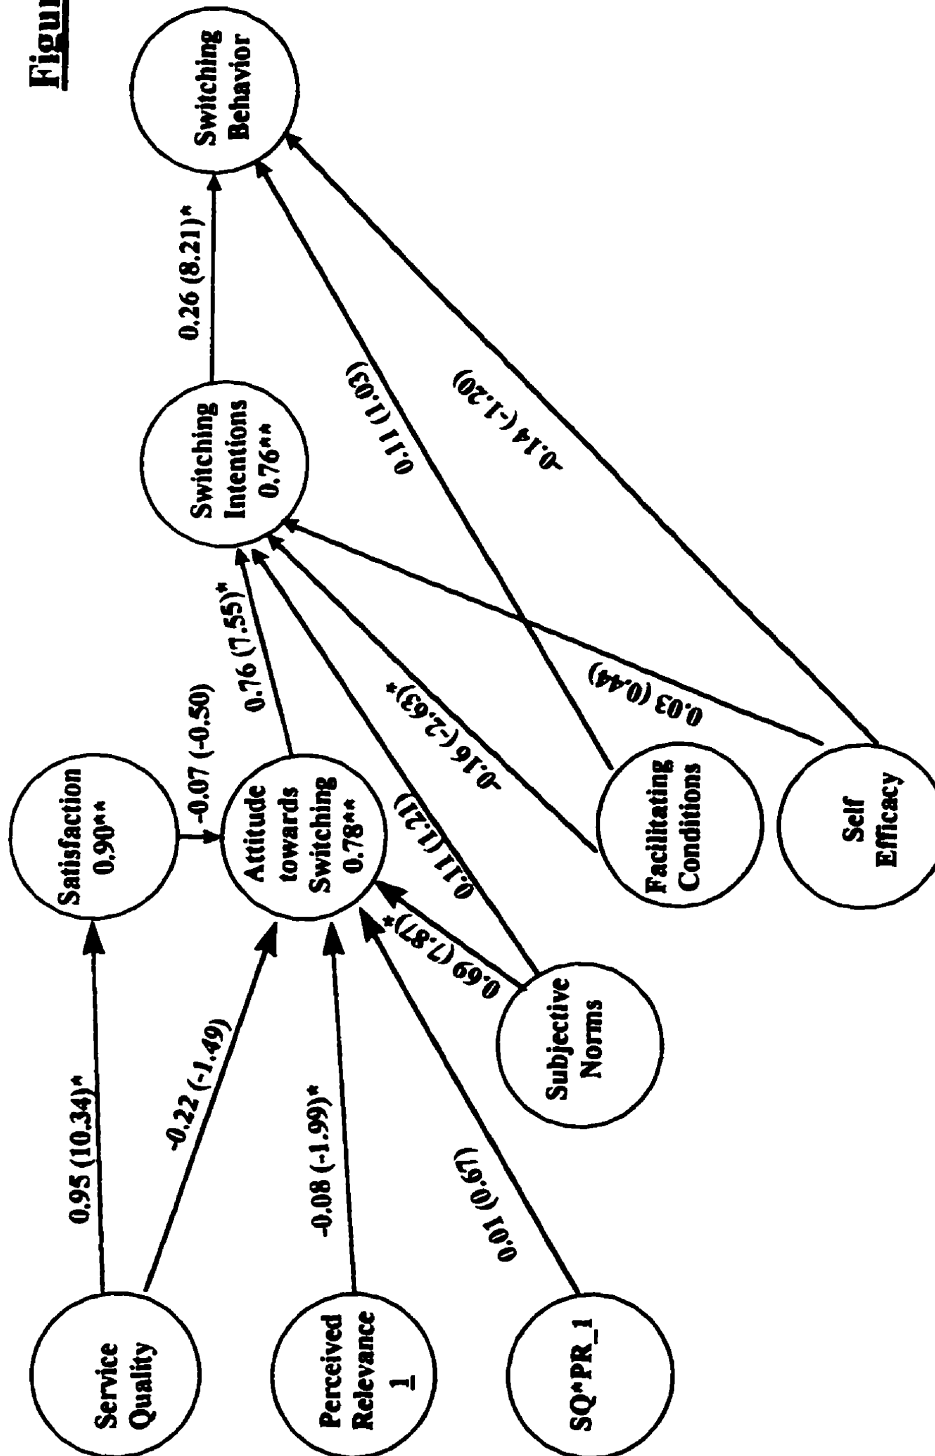 Figur
Service
Quality
0.95 (10.34)*
Satisfaction
0.90**
-0.22 (-1.49)
-0.07 (-0.50)
Perceived
Relevance
1
-0.08 (-1.99)*
Attitude
towards
Switching
0.78**
0.76 (7.55)*
Switching
Intentions
0.76**
0.26 (8.21)*
Switching
Behavior
SQ*PR_1
0.01 (0.67)
0.69 (7.87)*
0.11 (1.21)
-0.16 (-2.63)*
0.11 (1.03)
0.03 (0.44)
-0.14 (-1.20)
Subjective
Norms
Facilitating
Conditions
Self
Efficacy